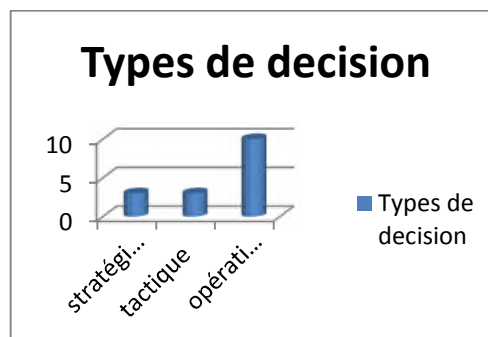 Types de decision
10
5
0
stratégi...
tactique
opérati...
Types de
decision